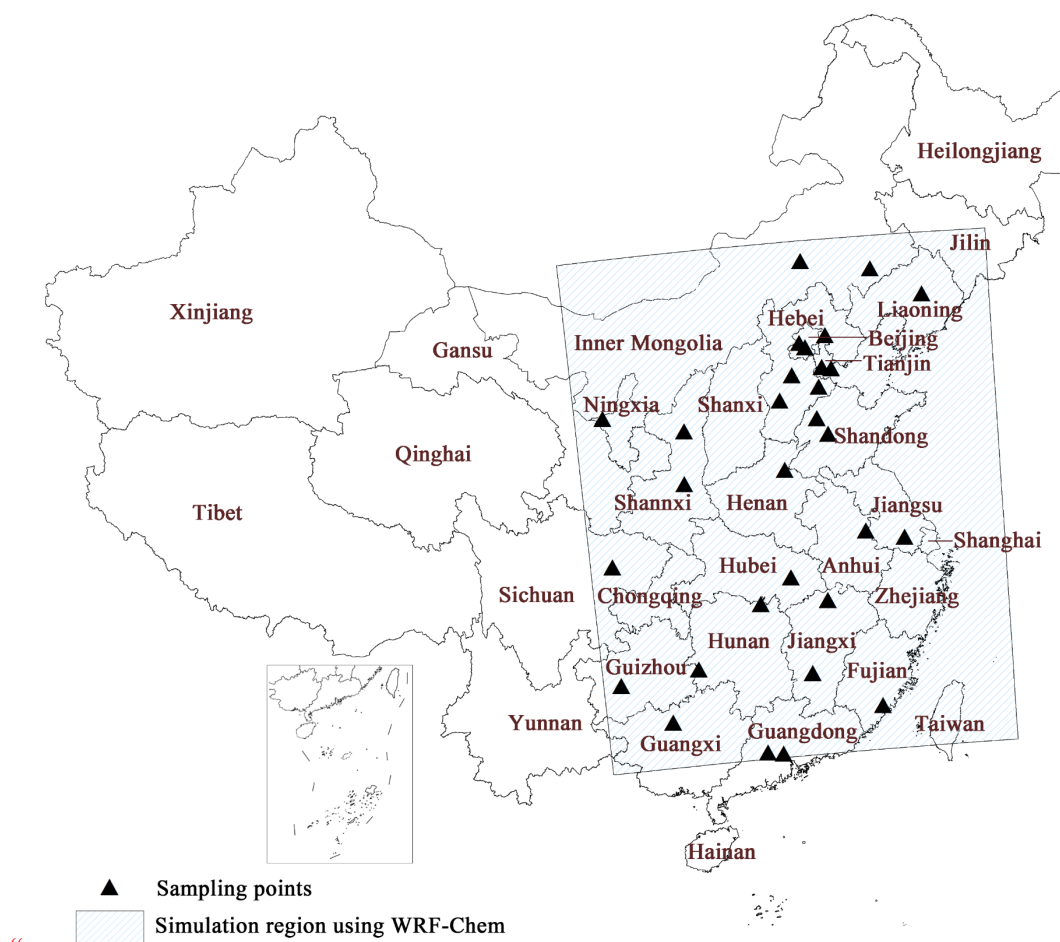 Heilongjiang
Jilin
Xinjiang
Liaoning
Hebei
Inner Mongolia
Beijing
Gansu
Tianjin
Ningxia
Shanxi
Shandong
Qinghai
Shannxi
Henan
Jiangsu
Tibet
Shanghai
Hubei
Anhui
Sichuan
Chongqing
Zhejiang
Hunan
Jiangxi
Guizhou
Fujian
Yunnan
Guangxi
Guangdong
Taiwan
Hainan
Sampling points
Simulation region using WRF-Chem
“